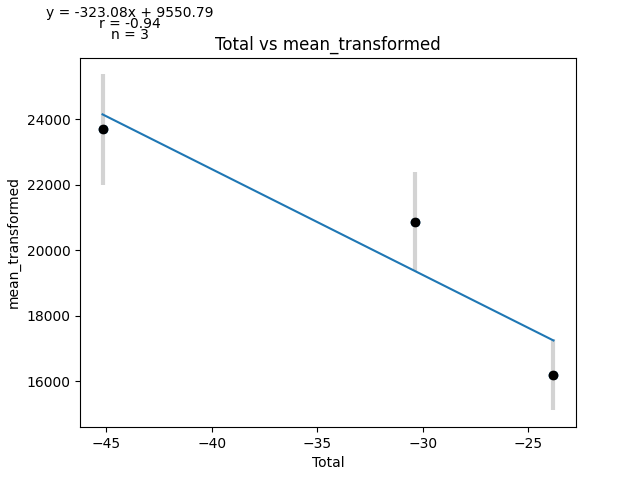 y = -323.08x + 9550.79
r = -0.94
n = 3
Total vs mean_transformed
24000
22000
20000
18000
16000
mean_transformed
−45
−40
−35
−30
−25
Total